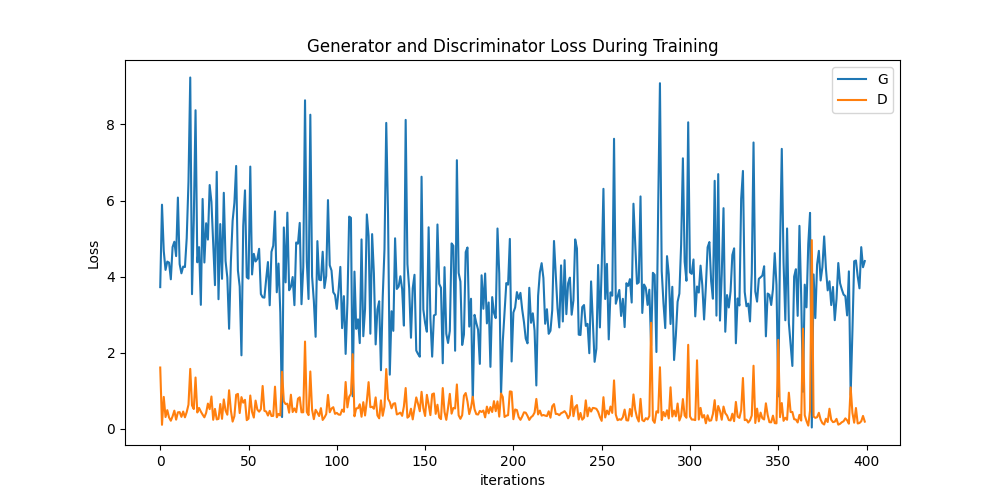 Generator and Discriminator Loss During Training
G
D
8
6
4
2
0
Loss
0 50 100 150 200 250 300 350 400
iterations